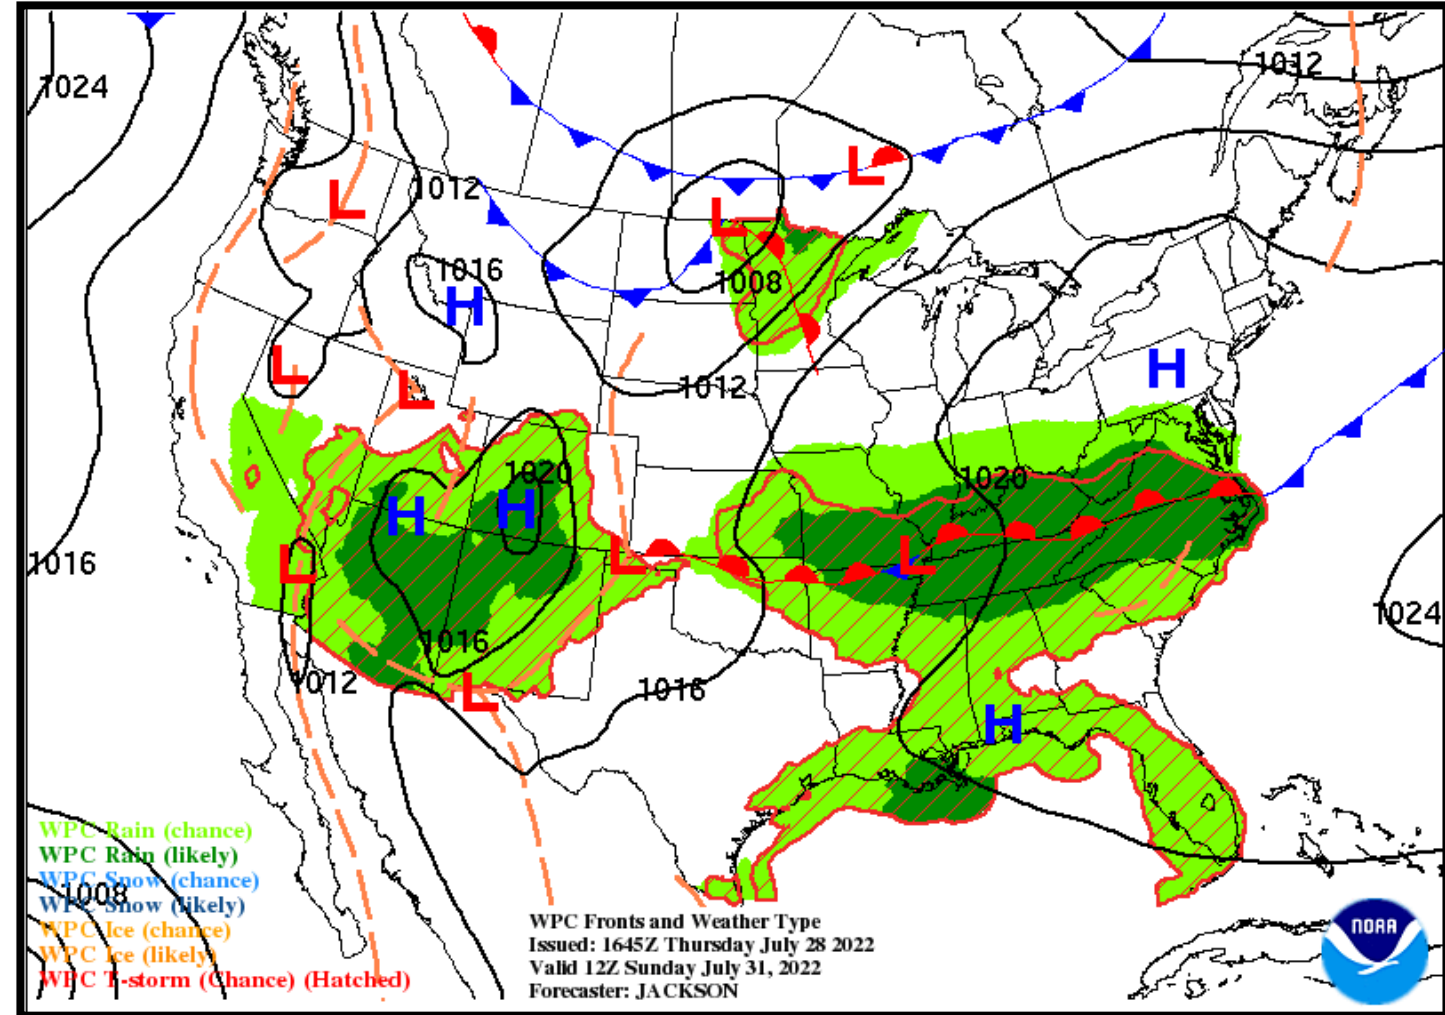 1024
1012
L
L
1012
L
1016
H
1008
H
L
L
1012
1020
1020
H
H
L
L
L
1016
1024
1016
1012
1016
L
H
WPC Rain (chance)
WPC Rain (likely)
WPC Snow (chance)
WPC Snow (likely)
WPC Ice (chance)
WPC Ice (likely)
WPC T-storm (Chance) (Hatched)
1008
WPC Fronts and Weather Type
Issued: 1645Z Thursday July 28 2022
Valid 12Z Sunday July 31, 2022
Forecaster: JACKSON
NOAA